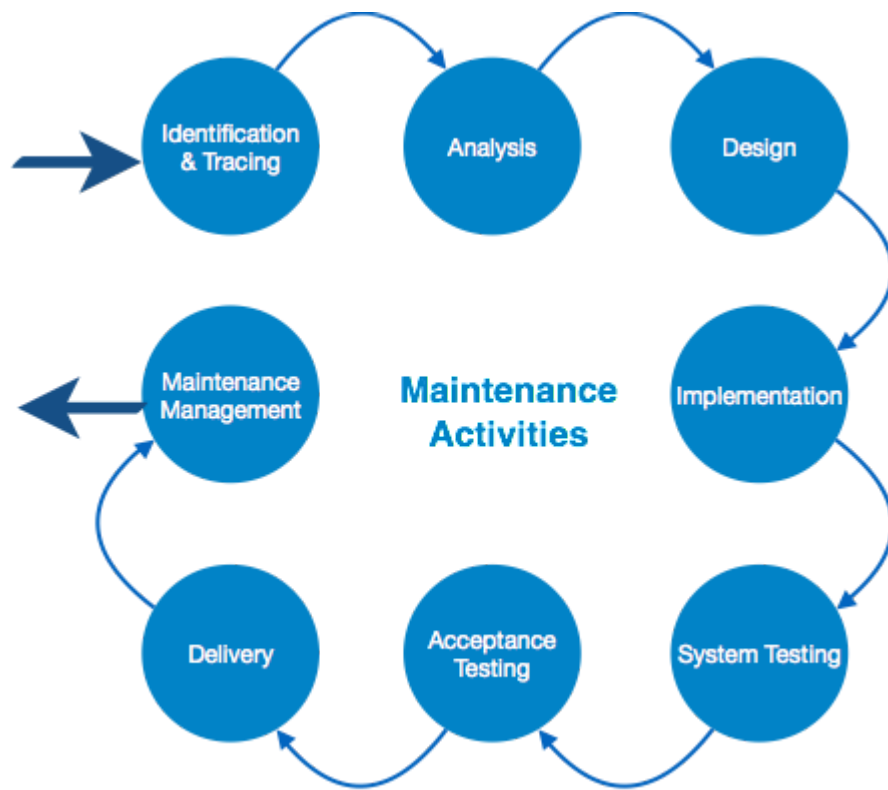 Identification
& Tracing
Analysis
Design
Implementation
System Testing
Acceptance
Testing
Delivery
Maintenance
Management
Maintenance
Activities